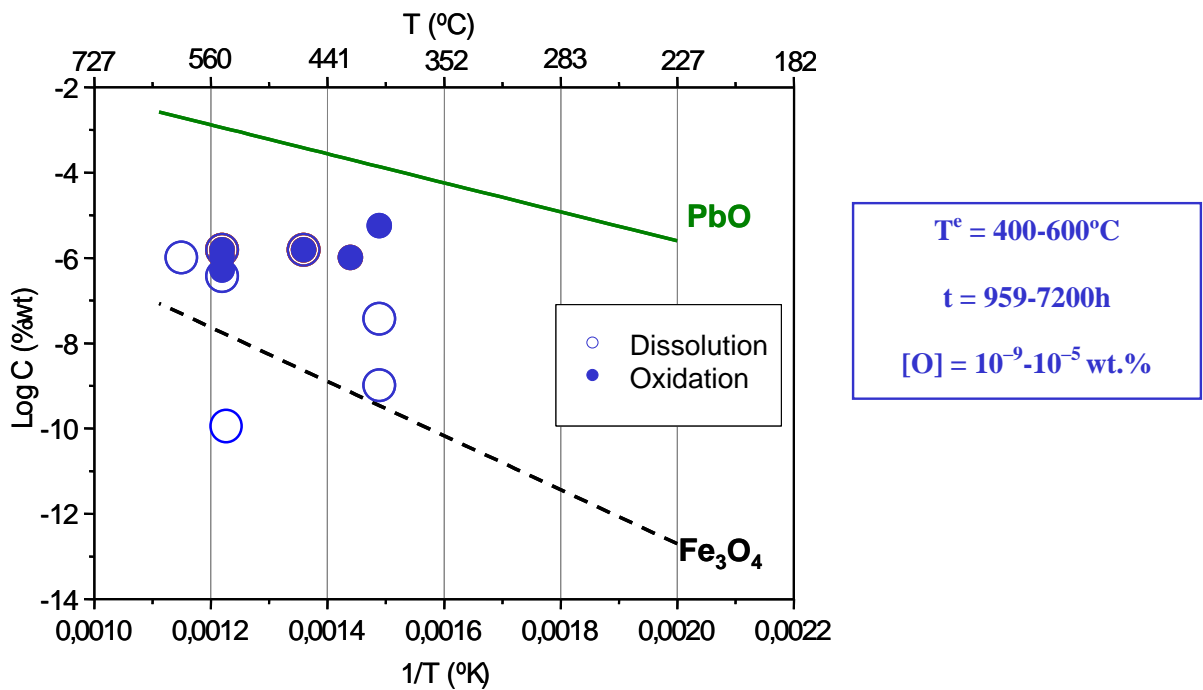 T (ºC)
727 560 441 352 283 227 182
-2
-4
-6
-8
-10
-12
-14
Log C (%wt)
PbO
Dissolution
Oxidation
Fe₃O₄
0,0010 0,0012 0,0014 0,0016 0,0018 0,0020 0,0022
1/T (ºK)
Tᵉ = 400-600ºC
t = 959-7200h
[O] = 10⁻⁹-10⁻⁵ wt.%